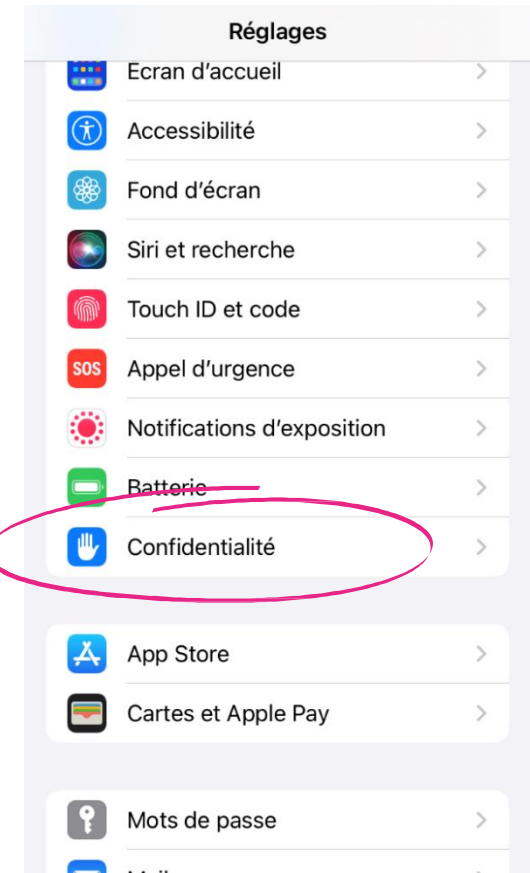 Réglages
Écran d'accueil
Accessibilité
Fond d'écran
Siri et recherche
Touch ID et code
SOS Appel d'urgence
Notifications d'exposition
Batterie
Confidentialité
App Store
Cartes et Apple Pay
Mots de passe